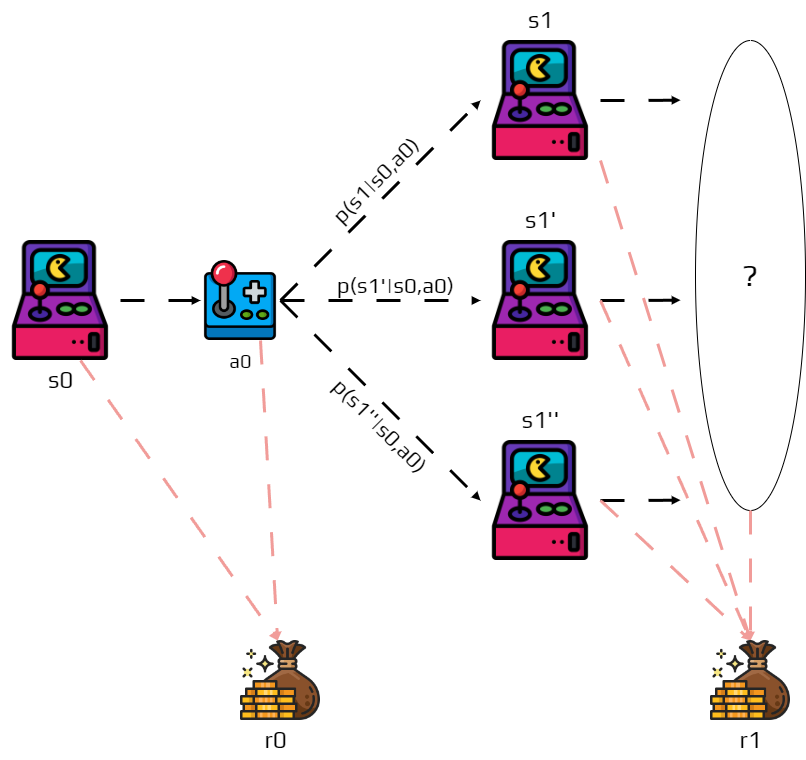 s1
p(s1|s0,a0)
s1'
?
p(s1'|s0,a0)
s0
a0
p(s1''|s0,a0)
s1''
r0
r1